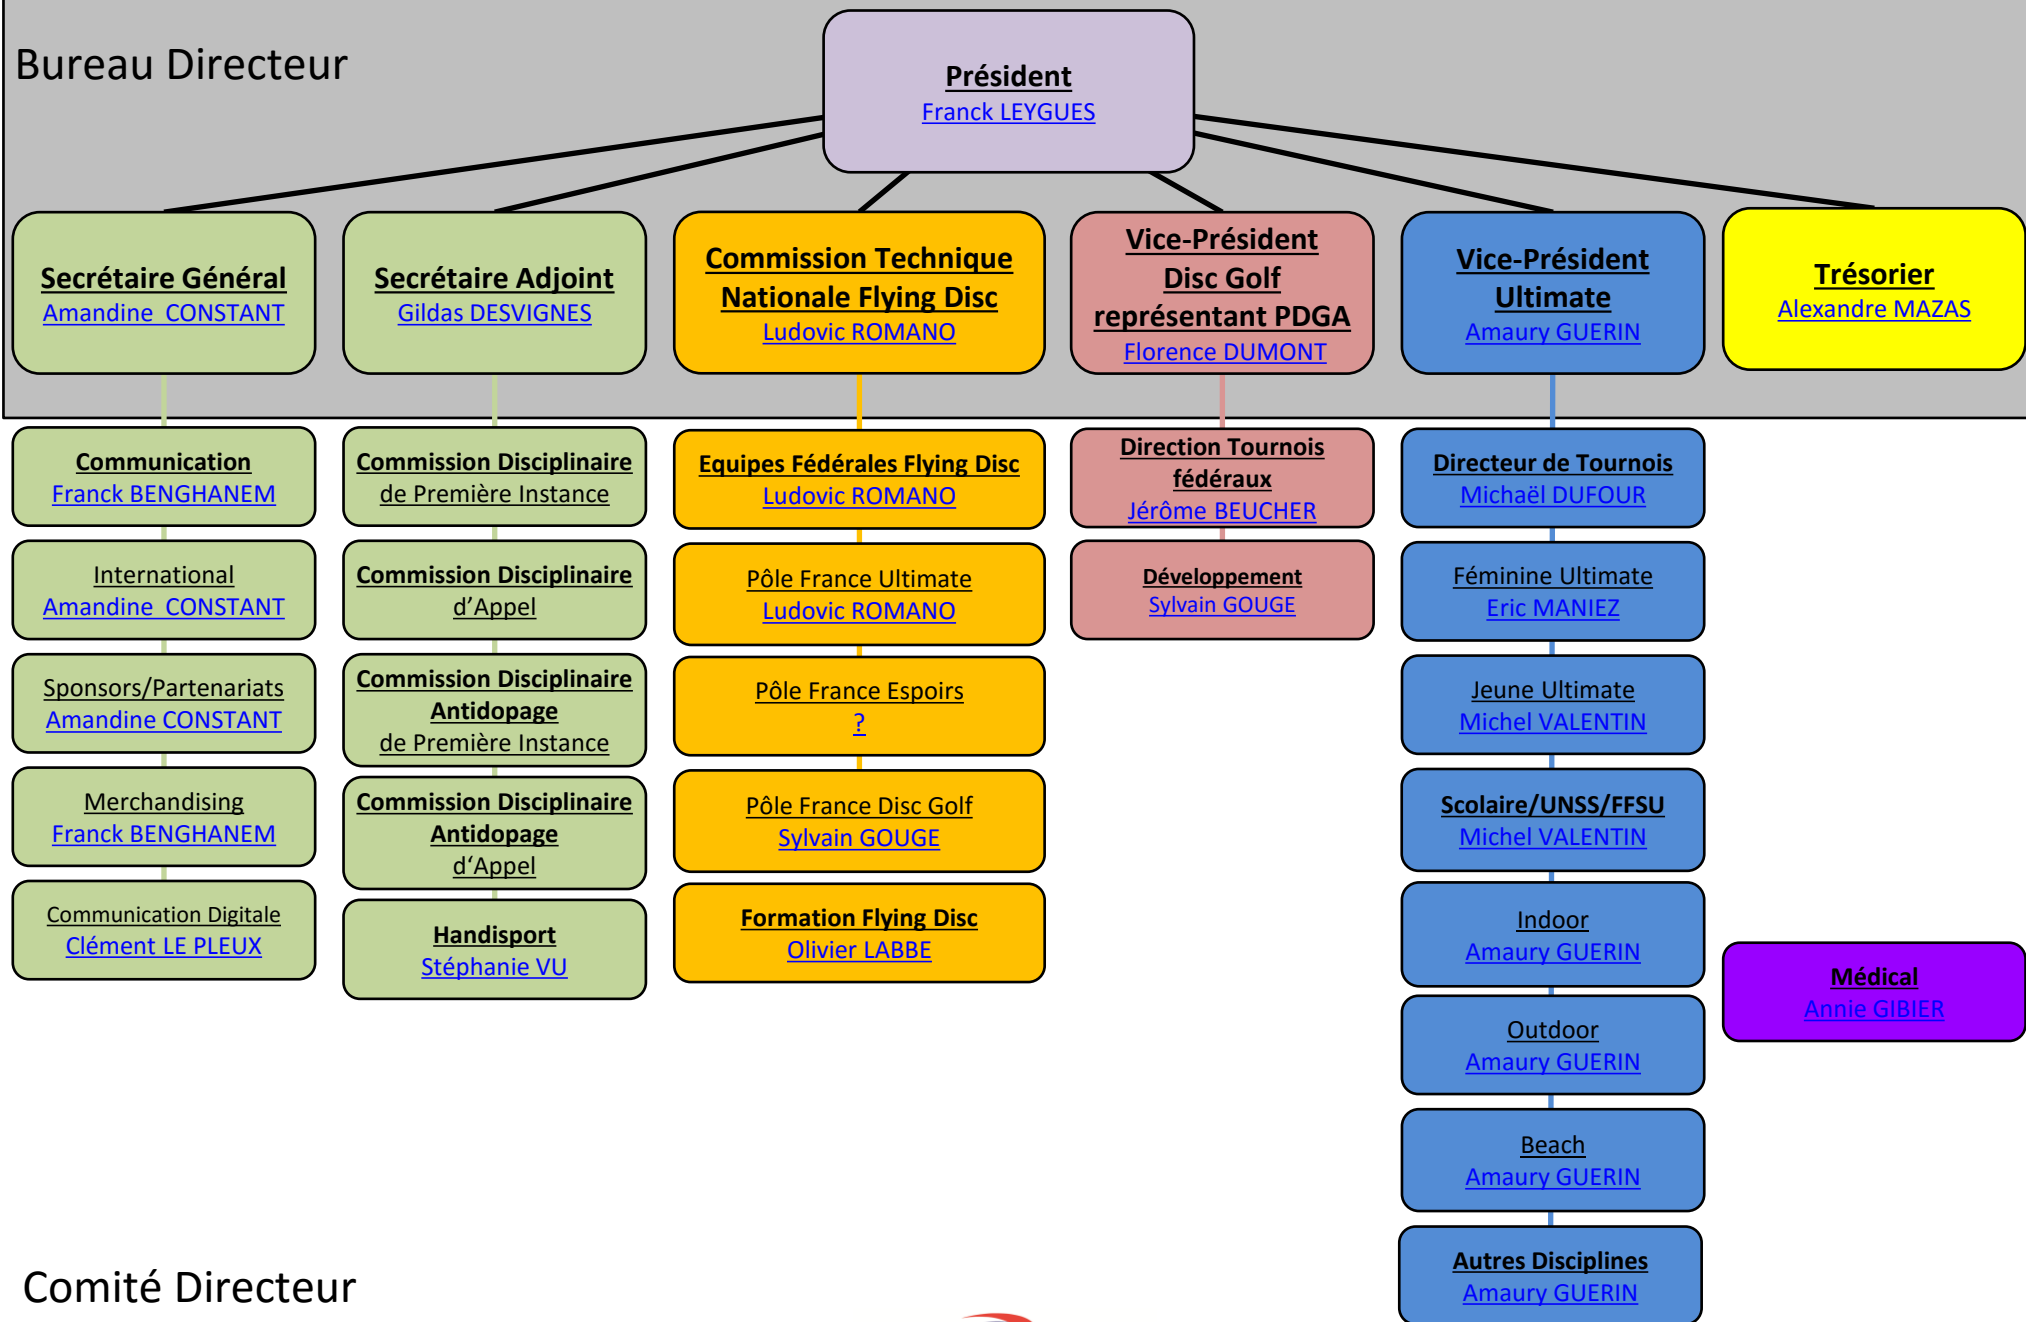 Bureau Directeur
Président
Franck LEYGUES
Secrétaire Général
Amandine  CONSTANT
Secrétaire Adjoint
Gildas DESVIGNES
Commission Technique
Nationale Flying Disc
Ludovic ROMANO
Vice-Président
Disc Golf
représentant PDGA
Florence DUMONT
Vice-Président
Ultimate
Amaury GUERIN
Trésorier
Alexandre MAZAS
Communication
Franck BENGHANEM
International
Amandine  CONSTANT
Sponsors/Partenariats
Amandine CONSTANT
Merchandising
Franck BENGHANEM
Communication Digitale
Clément LE PLEUX
Commission Disciplinaire
de Première Instance
Commission Disciplinaire
d’Appel
Commission Disciplinaire
Antidopage
de Première Instance
Commission Disciplinaire
Antidopage
d‘Appel
Handisport
Stéphanie VU
Equipes Fédérales Flying Disc
Ludovic ROMANO
Pôle France Ultimate
Ludovic ROMANO
Pôle France Espoirs
?
Pôle France Disc Golf
Sylvain GOUGE
Formation Flying Disc
Olivier LABBE
Direction Tournois
fédéraux
Jérôme BEUCHER
Développement
Sylvain GOUGE
Directeur de Tournois
Michaël DUFOUR
Féminine Ultimate
Eric MANIEZ
Jeune Ultimate
Michel VALENTIN
Scolaire/UNSS/FFSU
Michel VALENTIN
Indoor
Amaury GUERIN
Outdoor
Amaury GUERIN
Beach
Amaury GUERIN
Autres Disciplines
Amaury GUERIN
Médical
Annie GIBIER
Comité Directeur